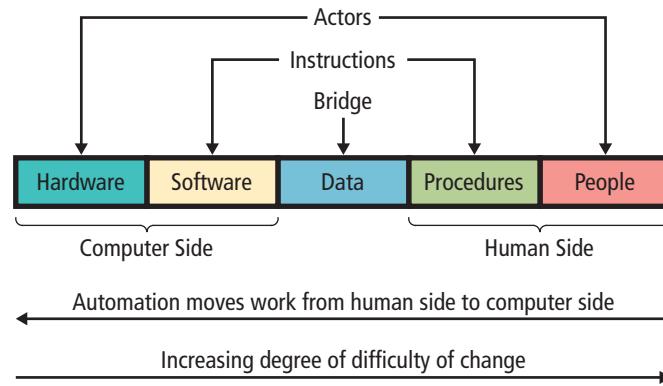 Actors
Instructions
Bridge
Hardware Software Data Procedures People
Computer Side Human Side
Automation moves work from human side to computer side
Increasing degree of difficulty of change